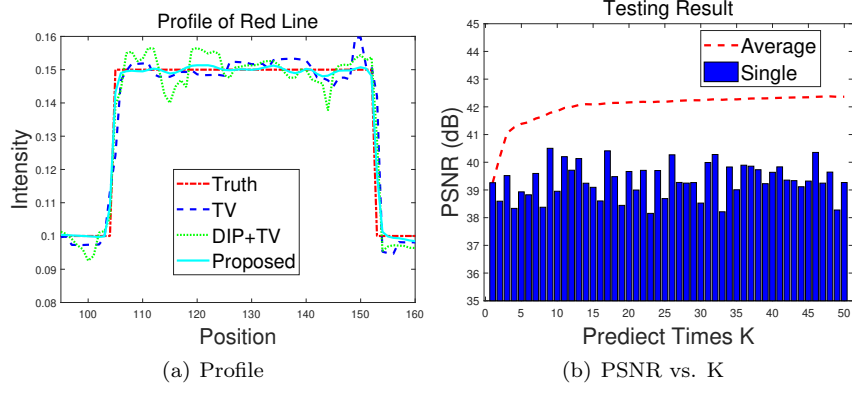 Profile of Red Line
0.16
0.15
0.14
0.13
0.12
0.11
0.1
0.09
0.08
Intensity
Truth
TV
DIP+TV
Proposed
100 110 120 130 140 150 160
Position
(a) Profile
Testing Result
45
44
43
42
41
40
39
38
37
36
35
PSNR (dB)
Average
Single
0 5 10 15 20 25 30 35 40 45 50
Prediect Times K
(b) PSNR vs. K